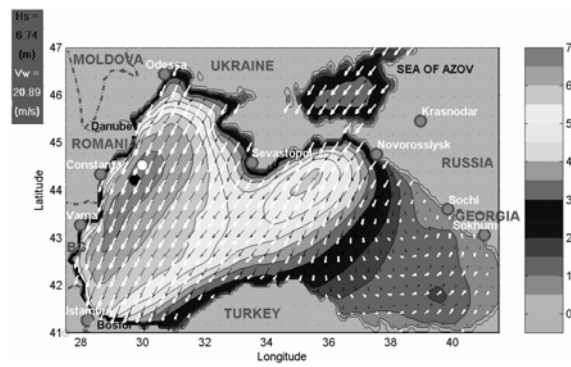 Hs =
6.74
(m)
Vw =
20.89
(m/s)
47
46
45
44
43
42
41
Latitude
MOLDOVA
Odessa
UKRAINE
SEA OF AZOV
Krasnodar
Danube
ROMANI
Constanta
Sevastopol
Novorossiysk
RUSSIA
Varna
Sochi
GEORGIA
Sokhum
Istambul
Bosfor
TURKEY
28 30 32 34 36 38 40
Longitude
7
6
5
4
3
2
1
0